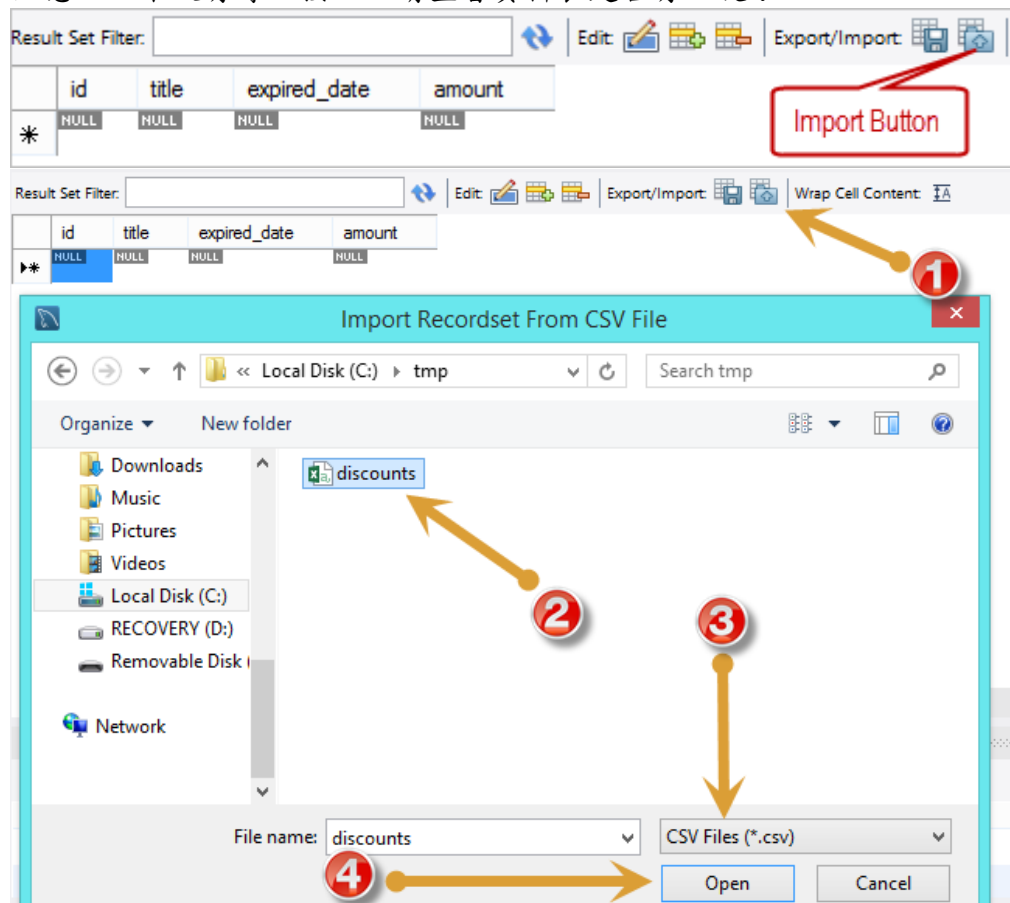 Result Set Filter: Edit: Export/Import:
id title expired_date amount
NULL NULL NULL NULL
Import Button
Result Set Filter: Edit: Export/Import: Wrap Cell Content: IA
id title expired_date amount
NULL NULL NULL NULL
1
Import Recordset From CSV File
« Local Disk (C:) tmp Search tmp
Organize New folder
Downloads
Music
Pictures
Videos
Local Disk (C:)
RECOVERY (D:)
Removable Disk (
Network
discounts
2
3
File name: discounts CSV Files (*.csv)
4
Open Cancel